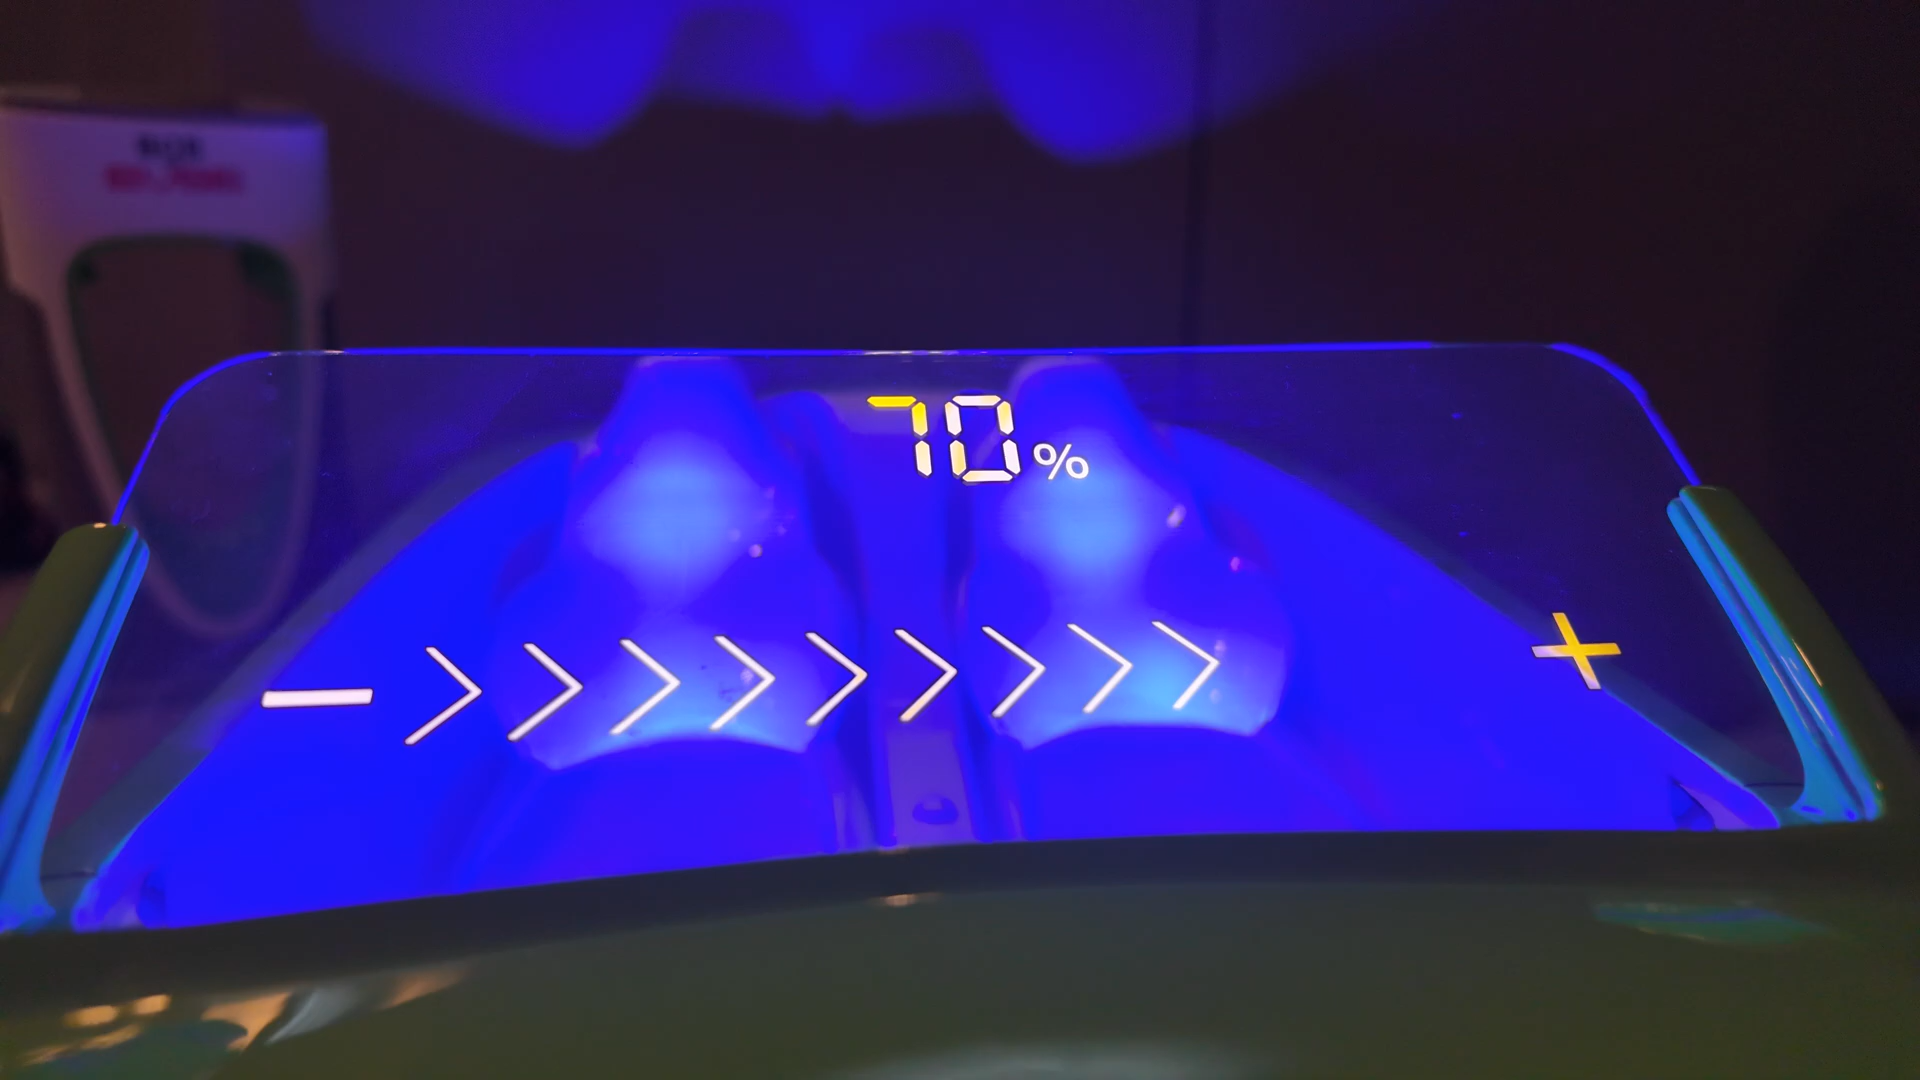 70%
— > > > > > > > > > +